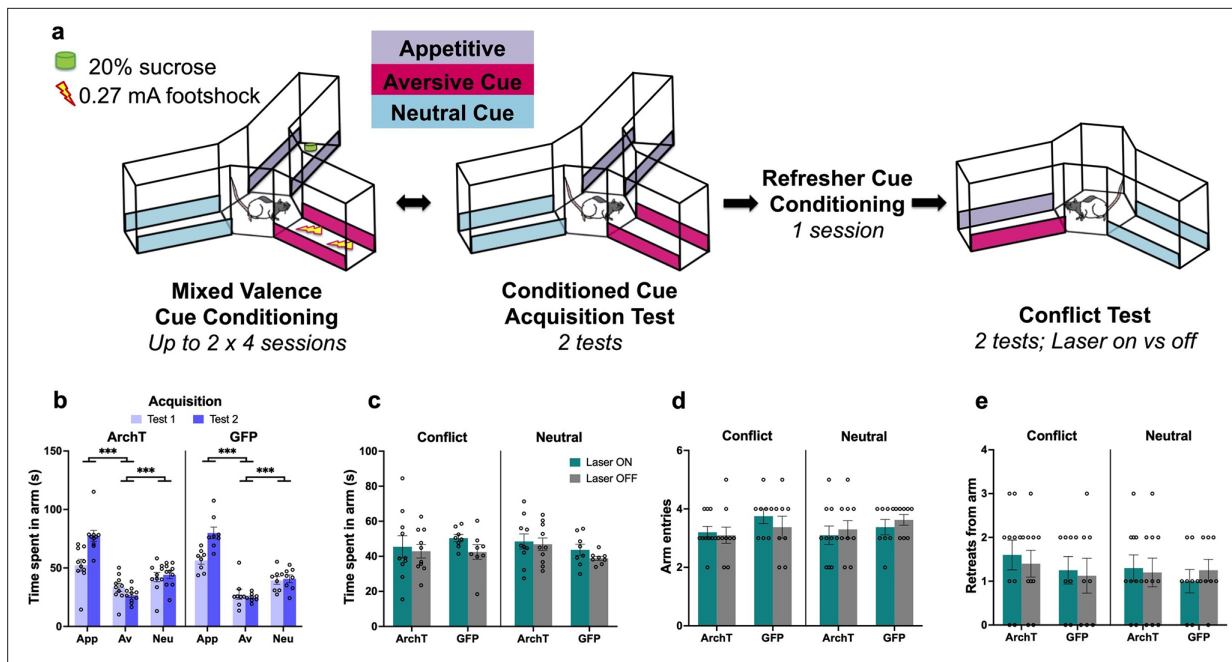 a
20% sucrose
0.27 mA footshock
Appetitive
Aversive Cue
Neutral Cue
Mixed Valence
Cue Conditioning
Up to 2 x 4 sessions
Conditioned Cue
Acquisition Test
2 tests
Refresher Cue
Conditioning
1 session
Conflict Test
2 tests; Laser on vs off
b
Acquisition
Test 1 Test 2
ArchT GFP
Time spent in arm (s)
150
100
50
0
*** *** *** ***
App Av Neu App Av Neu
c
Conflict Neutral
Laser ON
Laser OFF
Time spent in arm (s)
100
80
60
40
20
0
ArchT GFP ArchT GFP
d
Conflict Neutral
Arm entries
6
4
2
0
ArchT GFP ArchT GFP
e
Conflict Neutral
Retreats from arm
4
3
2
1
0
ArchT GFP ArchT GFP